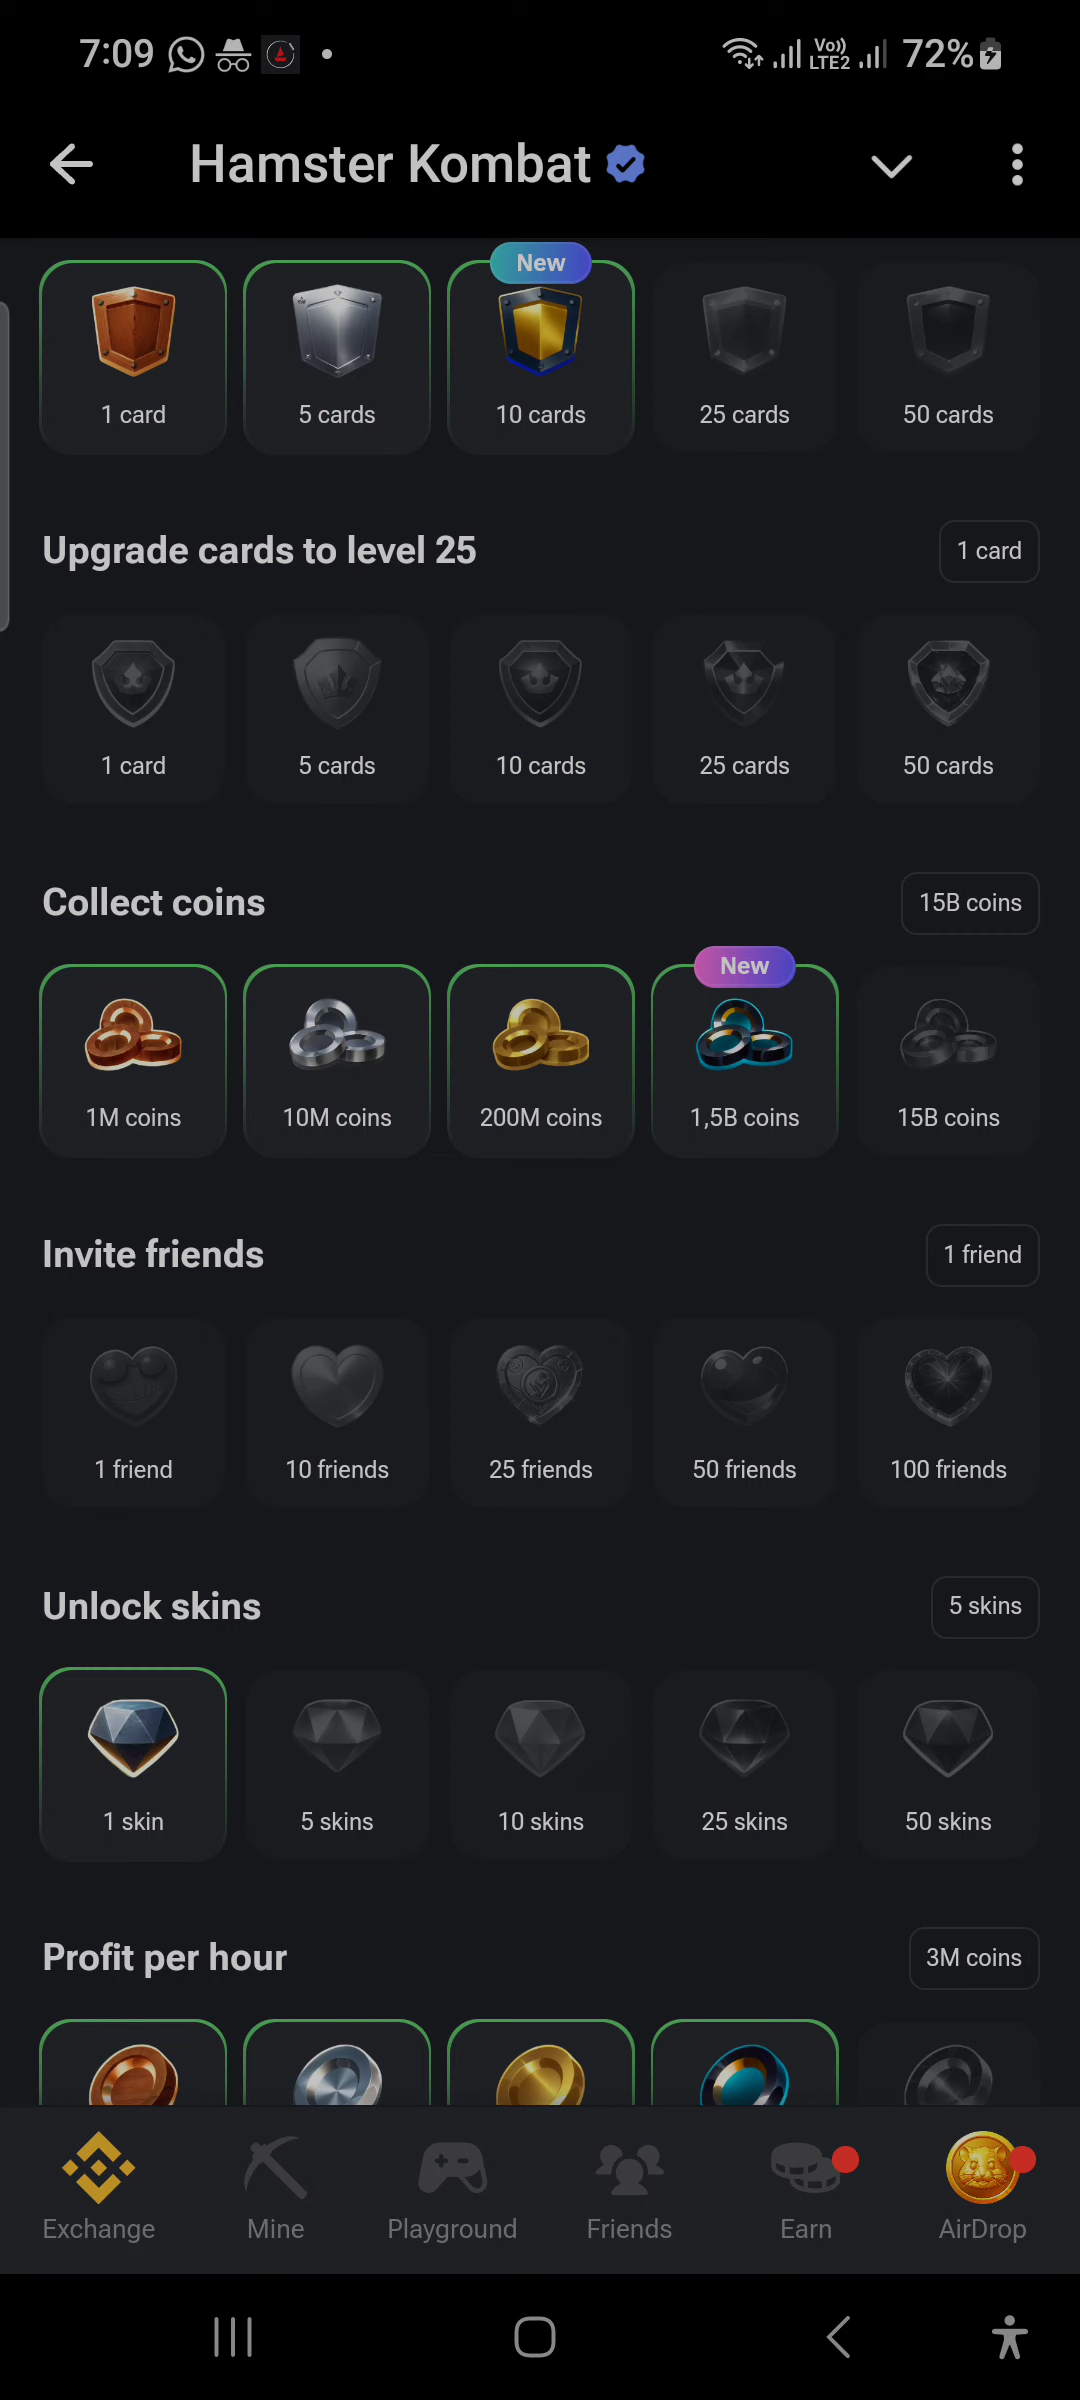 7:09
Vo)) LTE2
72%
Hamster Kombat
New
1 card
5 cards
10 cards
25 cards
50 cards
Upgrade cards to level 25
1 card
1 card
5 cards
10 cards
25 cards
50 cards
Collect coins
15B coins
New
1M coins
10M coins
200M coins
1,5B coins
15B coins
Invite friends
1 friend
1 friend
10 friends
25 friends
50 friends
100 friends
Unlock skins
5 skins
1 skin
5 skins
10 skins
25 skins
50 skins
Profit per hour
3M coins
Exchange
Mine
Playground
Friends
Earn
AirDrop